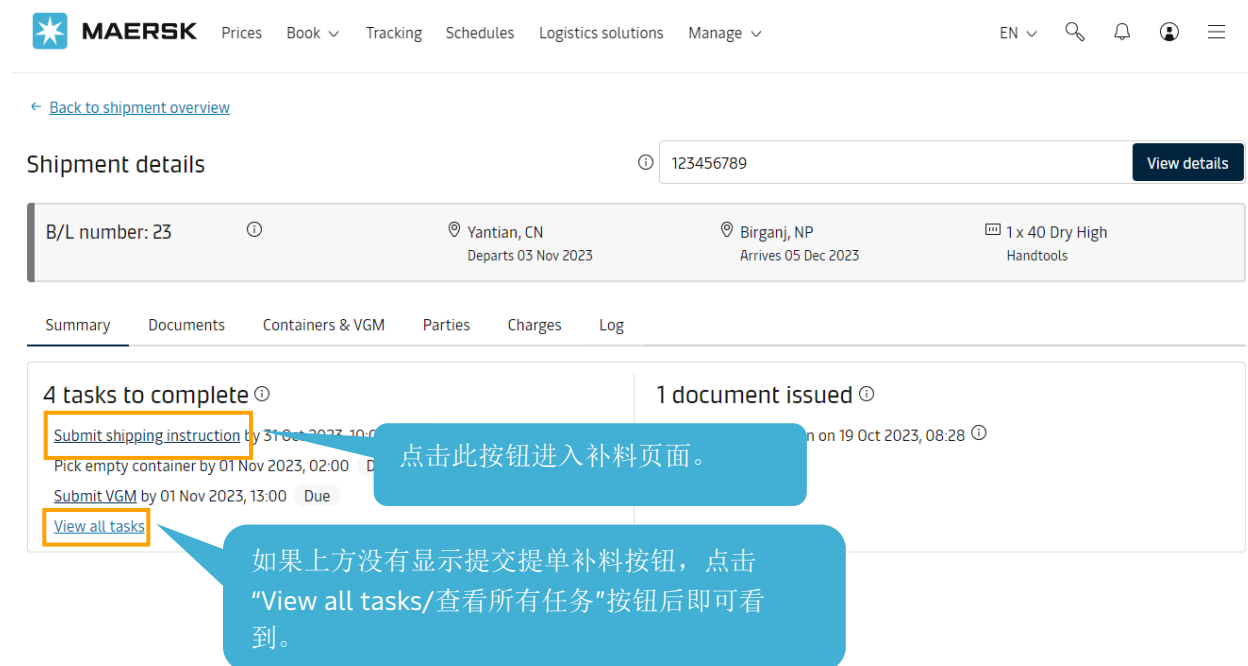 MAERSK Prices Book Tracking Schedules Logistics solutions Manage EN
← Back to shipment overview
Shipment details 123456789 View details
B/L number: 23 Yantian, CN Birganj, NP 1 x 40 Dry High
Departs 03 Nov 2023 Arrives 05 Dec 2023 Handtools
Summary Documents Containers & VGM Parties Charges Log
4 tasks to complete 1 document issued
Submit shipping instruction by 31 Oct 2023, on 19 Oct 2023, 08:28
点击此按钮进入补料页面。
Pick empty container by 01 Nov 2023, 02:00
Submit VGM by 01 Nov 2023, 13:00 Due
View all tasks
如果上方没有显示提交提单补料按钮，点击
“View all tasks/查看所有任务”按钮后即可看
到。